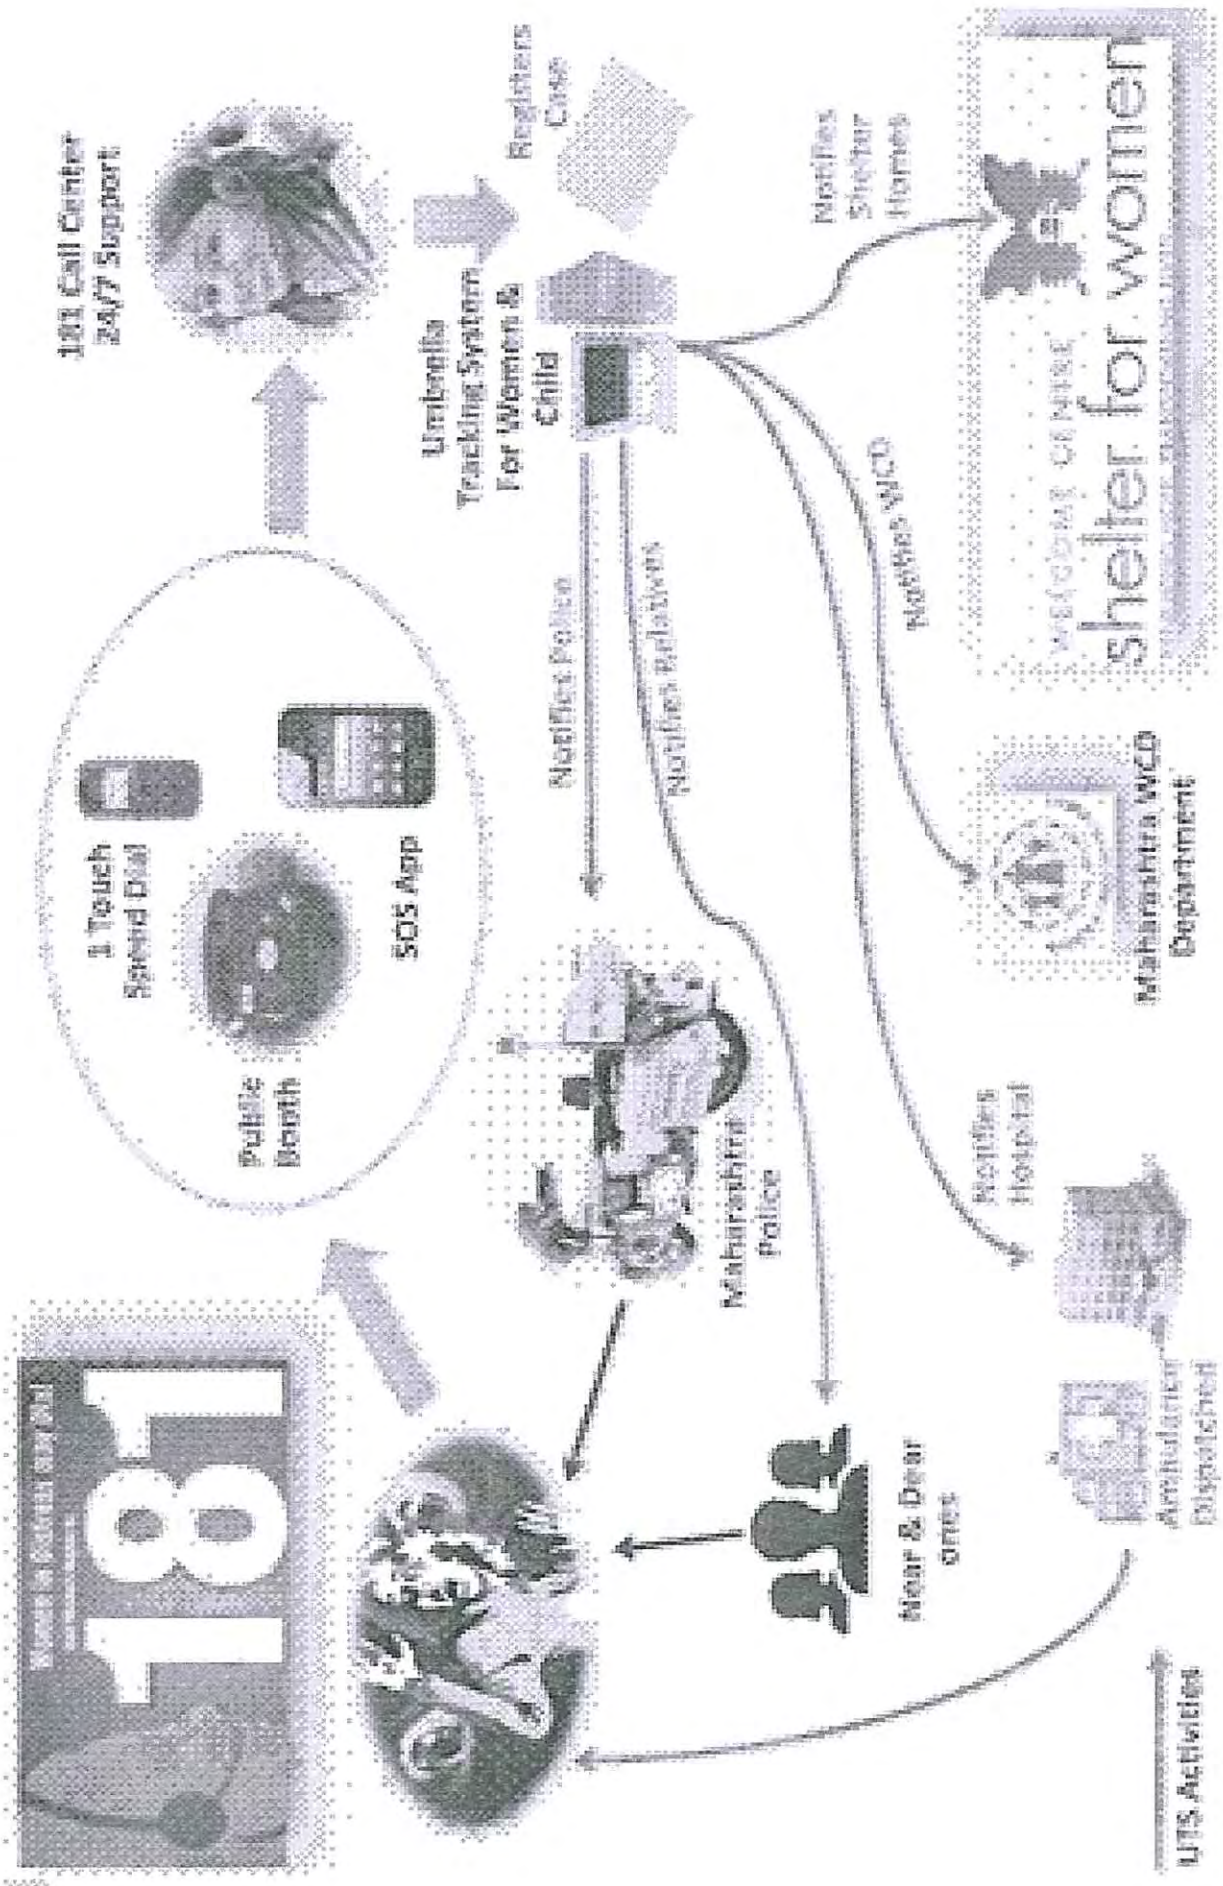 181
1 Touch
Speed Dial
Public
Booth
SOS App
181 Call Center
24/7 Support
Umbrella
Tracking System
For Women &
Child
Registers
Case
Notifies Police
Notifies Relatives
Maharashtra
Police
Near & Dear
ones
Notifies
Shelter
Homes
Notifies WCD
Notifies
Hospital
Ambulance
Dispatched
Maharashtra WCD
Department
WELCOME CENTRE
shelter for women
UTS Activities